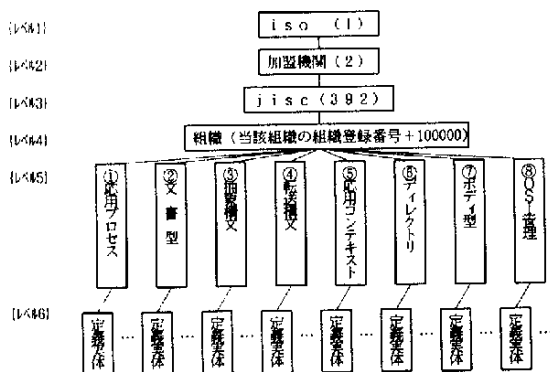 [レベル1]
iso (1)
[レベル2]
加盟機関 (2)
[レベル3]
jisc (392)
[レベル4]
組織 (当該組織の組織登録番号+100000)
[レベル5]
①応用プロセス
②文書型
③抽象構文
④転送構文
⑤応用コンテキスト
⑥ディレクトリ
⑦ボディ型
⑧OSI管理
[レベル6]
定義実体 …
定義実体 …
定義実体 …
定義実体 …
定義実体 …
定義実体 …
定義実体 …
定義実体 …